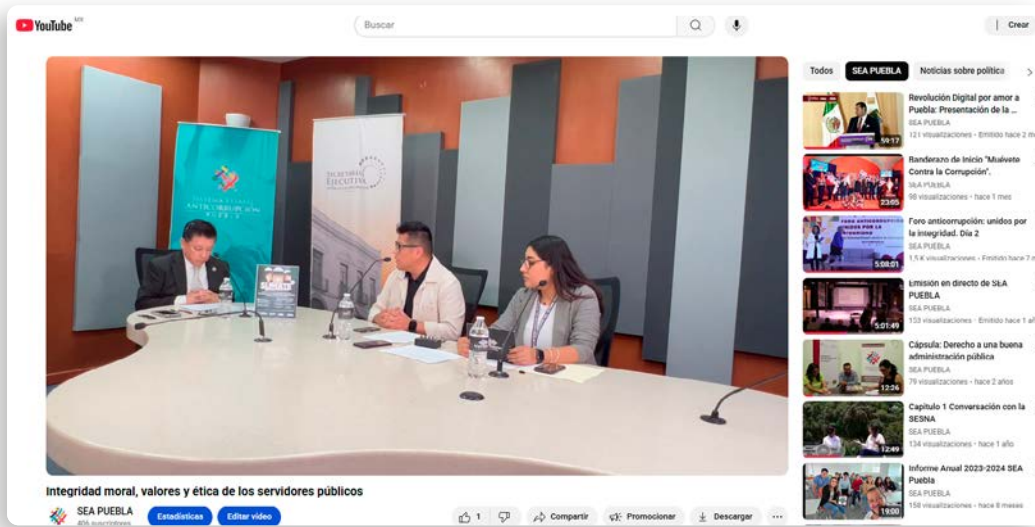 YouTube MX
Buscar
Crear
Todos
SEA PUEBLA
Noticias sobre política
SISTEMA ESTATAL
ANTICORRUPCIÓN
PUEBLA
SECRETARÍA
EJECUTIVA
Revolución Digital por amor a
Puebla: Presentación de la ...
SEA PUEBLA
121 visualizaciones - Emitido hace 2 m
59:17
Banderazo de Inicio "Muévete
Contra la Corrupción".
SEA PUEBLA
98 visualizaciones - hace 1 mes
23:05
Foro anticorrupción: unidos por
la integridad. Día 2
SEA PUEBLA
1,5 K visualizaciones - Emitido hace 7 m
5:08:01
Emisión en directo de SEA
PUEBLA
SEA PUEBLA
153 visualizaciones - Emitido hace 1 añ
5:01:49
Cápsula: Derecho a una buena
administración pública
SEA PUEBLA
79 visualizaciones - hace 2 años
12:26
Capítulo 1 Conversación con la
SESNA
SEA PUEBLA
134 visualizaciones - hace 1 año
12:49
Informe Anual 2023-2024 SEA
Puebla
SEA PUEBLA
158 visualizaciones - hace 8 meses
19:00
Integridad moral, valores y ética de los servidores públicos
SEA PUEBLA
406 suscriptores
Estadísticas
Editar video
1
Compartir
Promocionar
Descargar